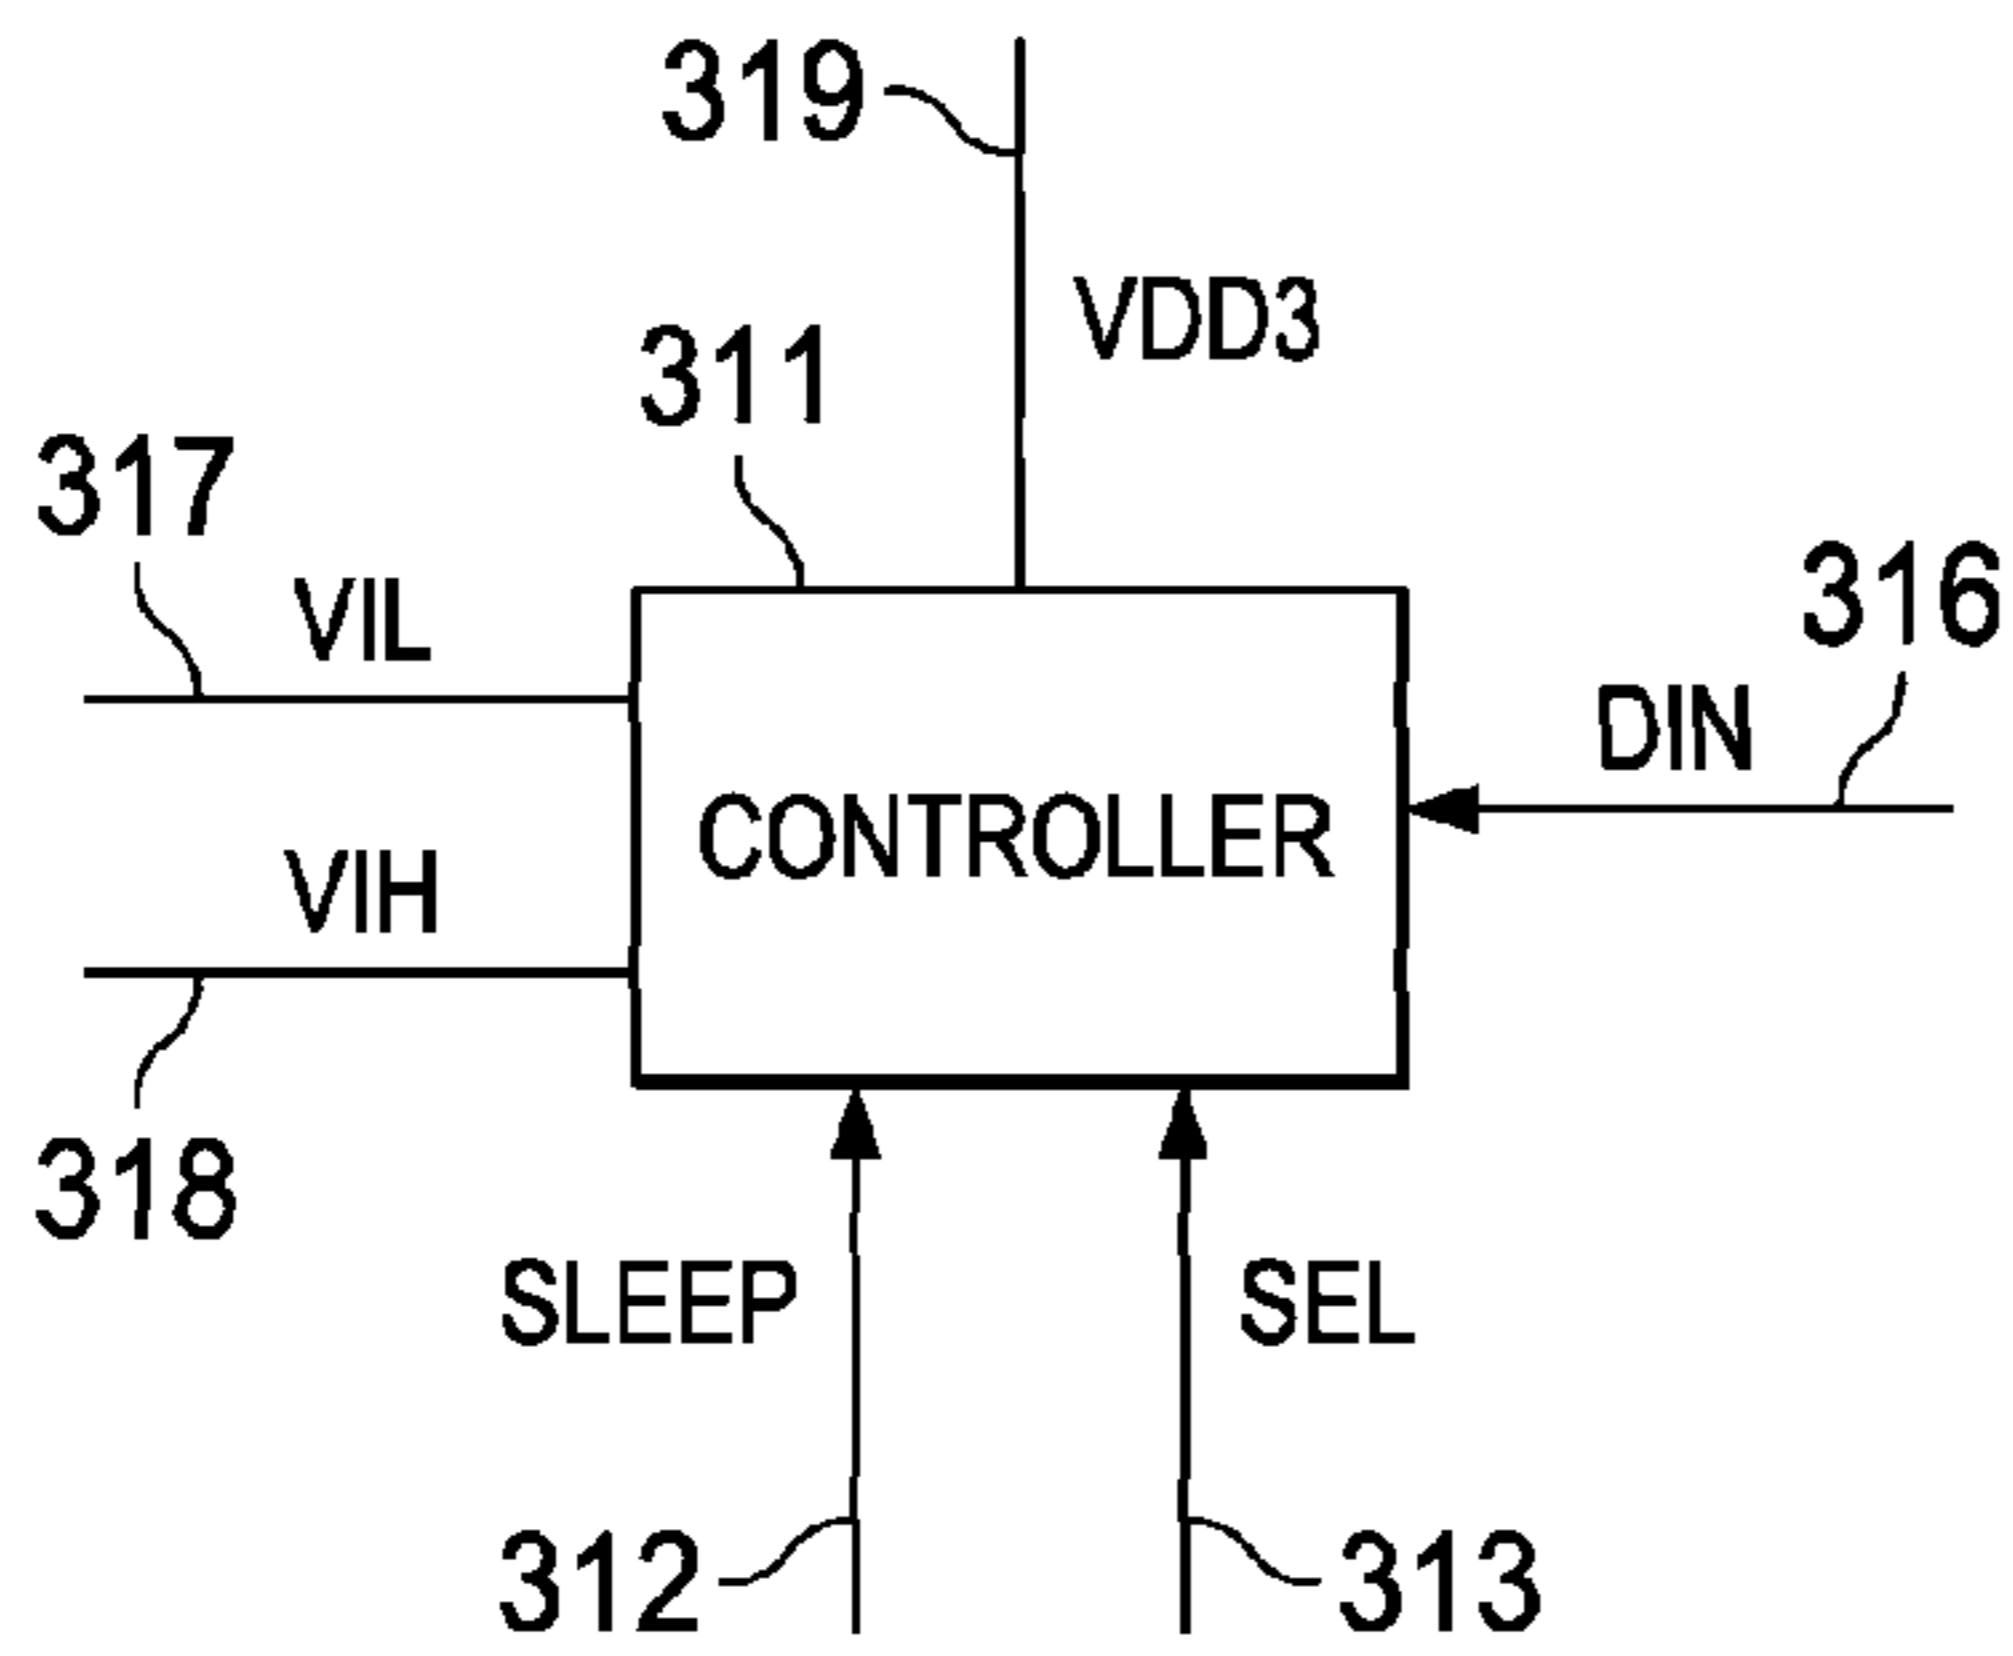 319
VDD3
311
317
VIL
316
DIN
CONTROLLER
VIH
318
SLEEP
SEL
312
313